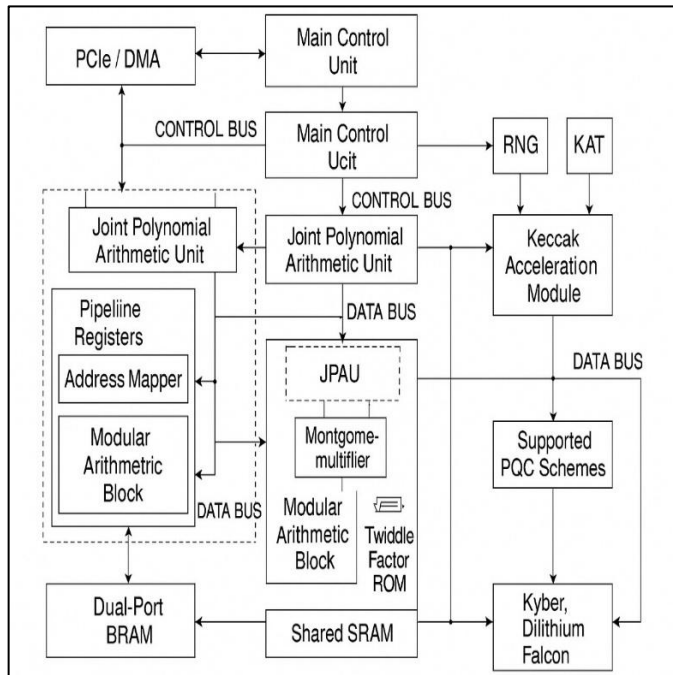 PCIe / DMA
Main Control
Unit
CONTROL BUS
Main Control
Ucit
RNG
KAT
CONTROL BUS
Joint Polynomial
Arithmetic Unit
Joint Polynomial
Arithmetic Unit
Keccak
Acceleration
Module
Pipeliine
Registers
Address Mapper
Modular
Arithmetric
Block
DATA BUS
DATA BUS
JPAU
Montgome-
multiflier
Modular
Arithmetic
Block
Twiddle
Factor
ROM
DATA BUS
Supported
PQC Schemes
Dual-Port
BRAM
Shared SRAM
Kyber,
Dilithium
Falcon